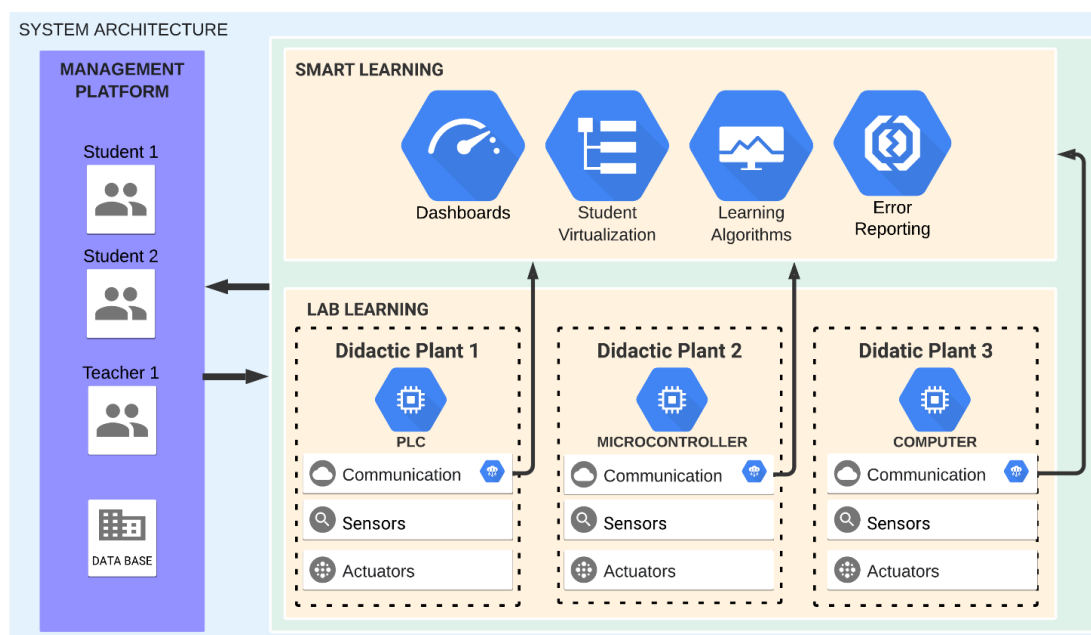 SYSTEM ARCHITECTURE
MANAGEMENT
PLATFORM
Student 1
Student 2
Teacher 1
DATA BASE
SMART LEARNING
Dashboards
Student
Virtualization
Learning
Algorithms
Error
Reporting
LAB LEARNING
Didactic Plant 1
PLC
Communication
Sensors
Actuators
Didactic Plant 2
MICROCONTROLLER
Communication
Sensors
Actuators
Didatic Plant 3
COMPUTER
Communication
Sensors
Actuators